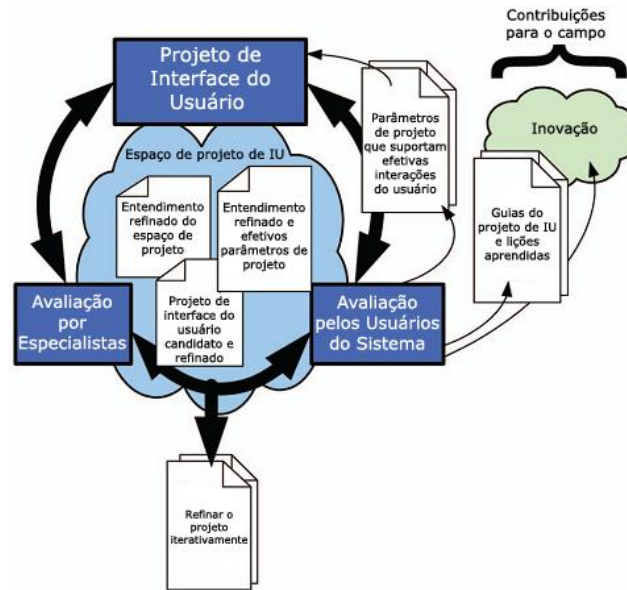 Contribuições
para o campo
Projeto de
Interface do
Usuário
Parâmetros
de projeto
que suportam
efetivas
interações
do usuário
Inovação
Espaço de projeto de IU
Entendimento
refinado do
espaço de
projeto
Entendimento
refinado e
efetivos
parâmetros
de projeto
Guias do
projeto de IU
e lições
aprendidas
Avaliação
por
Especialistas
Projeto de
interface do
usuário
candidato e
refinado
Avaliação
pelos Usuários
do Sistema
Refinar o
projeto
iterativamente